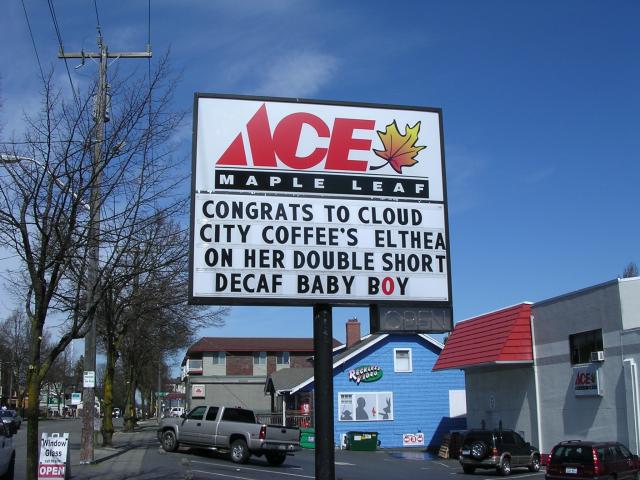 ACE
MAPLE LEAF
CONGRATS TO CLOUD
CITY COFFEE'S ELTHEA
ON HER DOUBLE SHORT
DECAF BABY BOY
OPEN
ACE
Window
Glass
OPEN